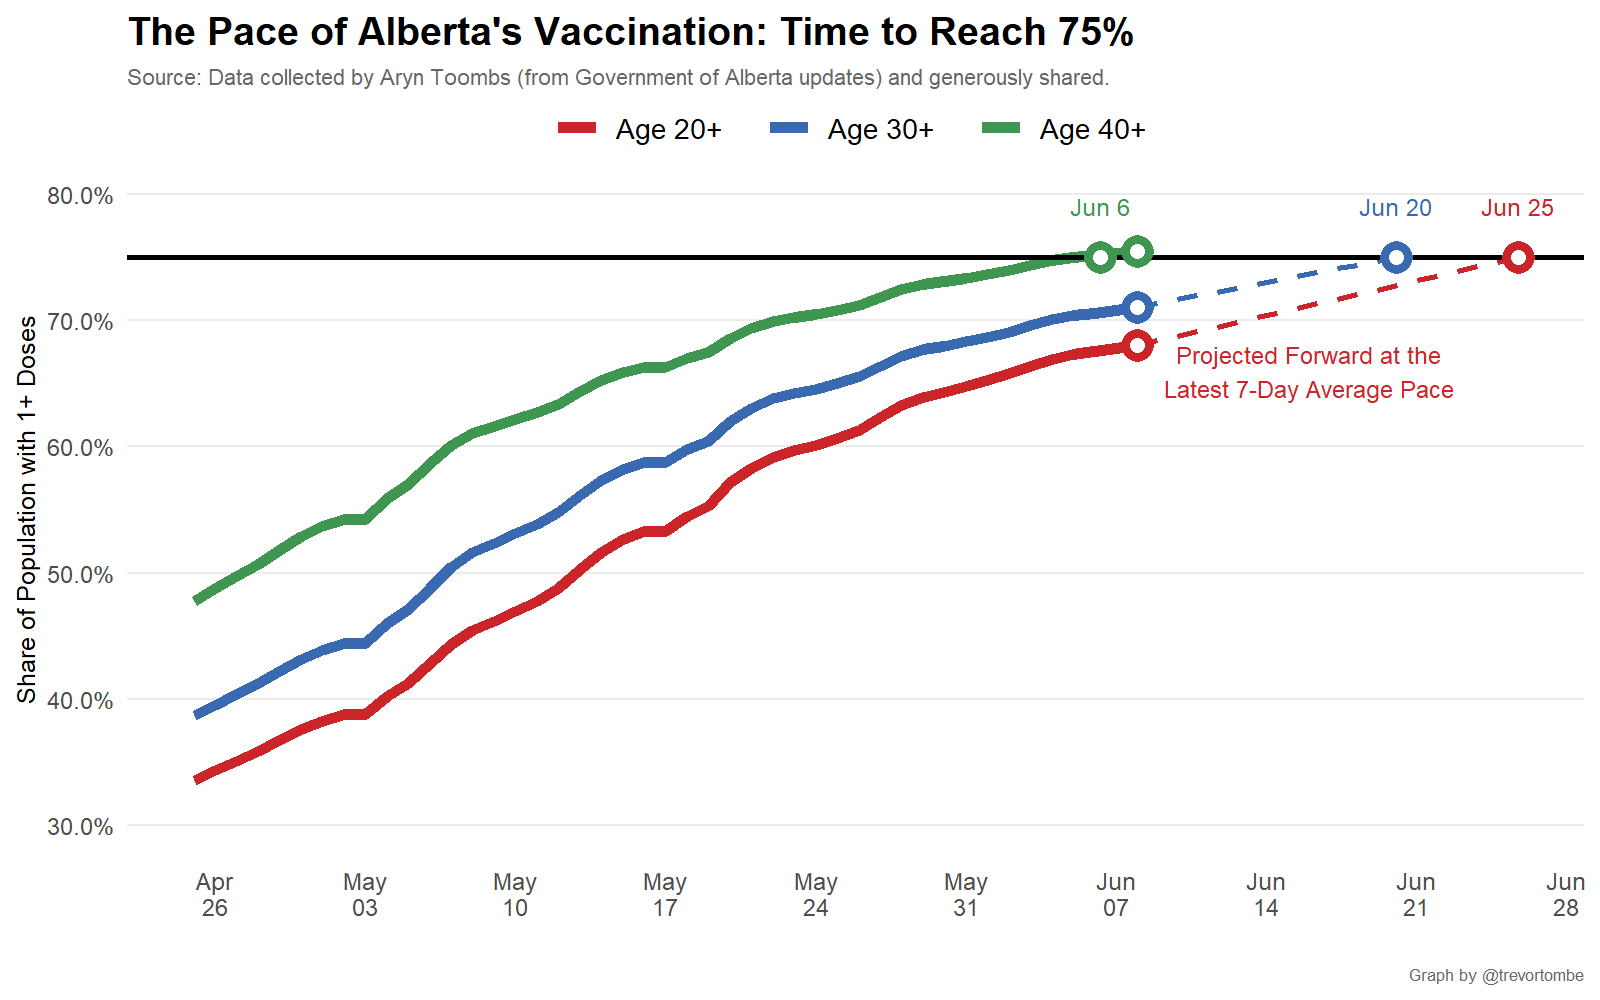 The Pace of Alberta's Vaccination: Time to Reach 75%
Source: Data collected by Aryn Toombs (from Government of Alberta updates) and generously shared.
Age 20+ Age 30+ Age 40+
80.0%
Jun 6 Jun 20 Jun 25
70.0%
Projected Forward at the
Latest 7-Day Average Pace
60.0%
50.0%
40.0%
30.0%
Share of Population with 1+ Doses
Apr May May May May May Jun Jun Jun Jun
26 03 10 17 24 31 07 14 21 28
Graph by @trevortombe